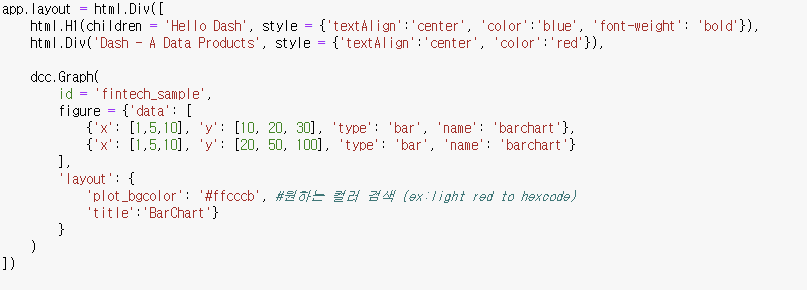 app.layout = html.Div([
    html.H1(children = 'Hello Dash', style = {'textAlign':'center', 'color':'blue', 'font-weight': 'bold'}),
    html.Div('Dash - A Data Products', style = {'textAlign':'center', 'color':'red'}),

    dcc.Graph(
        id = 'fintech_sample',
        figure = {'data': [
            {'x': [1,5,10], 'y': [10, 20, 30], 'type': 'bar', 'name': 'barchart'},
            {'x': [1,5,10], 'y': [20, 50, 100], 'type': 'bar', 'name': 'barchart'}
        ],
        'layout': {
            'plot_bgcolor': '#ffcccb', #원하는 컬러 검색 (ex:light red to hexcode)
            'title':'BarChart'}
        }
    )
])